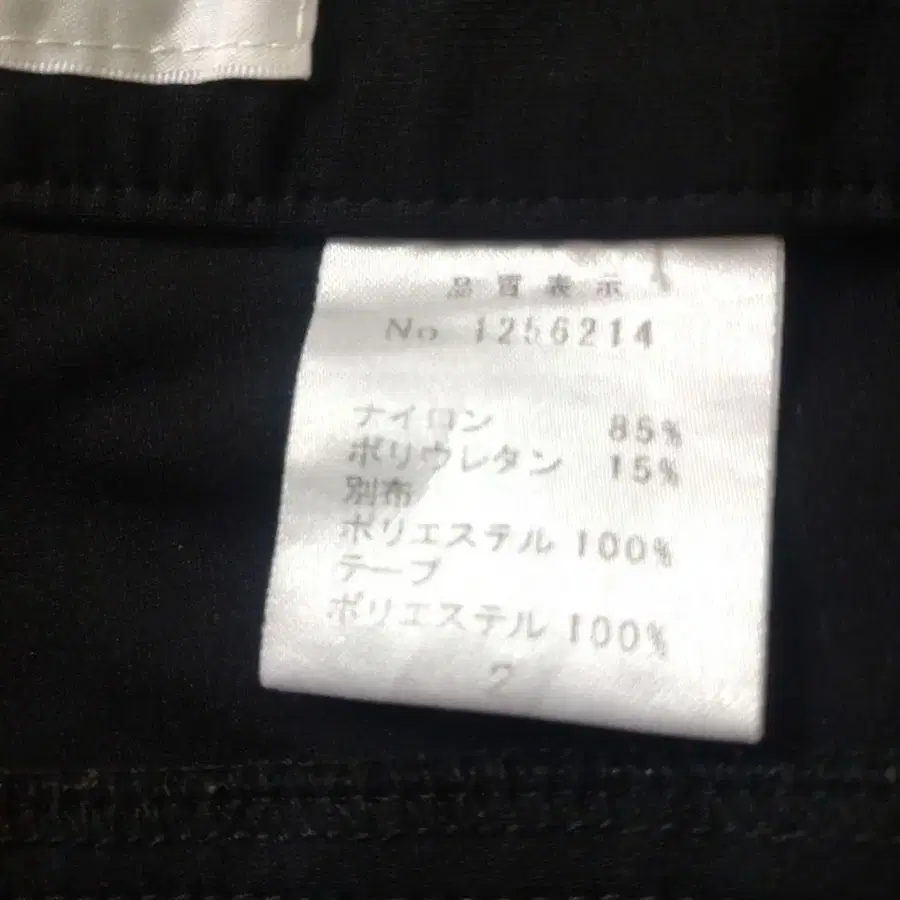 品質表示
No 1256214
ナイロン 85%
ポリウレタン 15%
別布
ポリエステル 100%
テープ
ポリエステル 100%
2